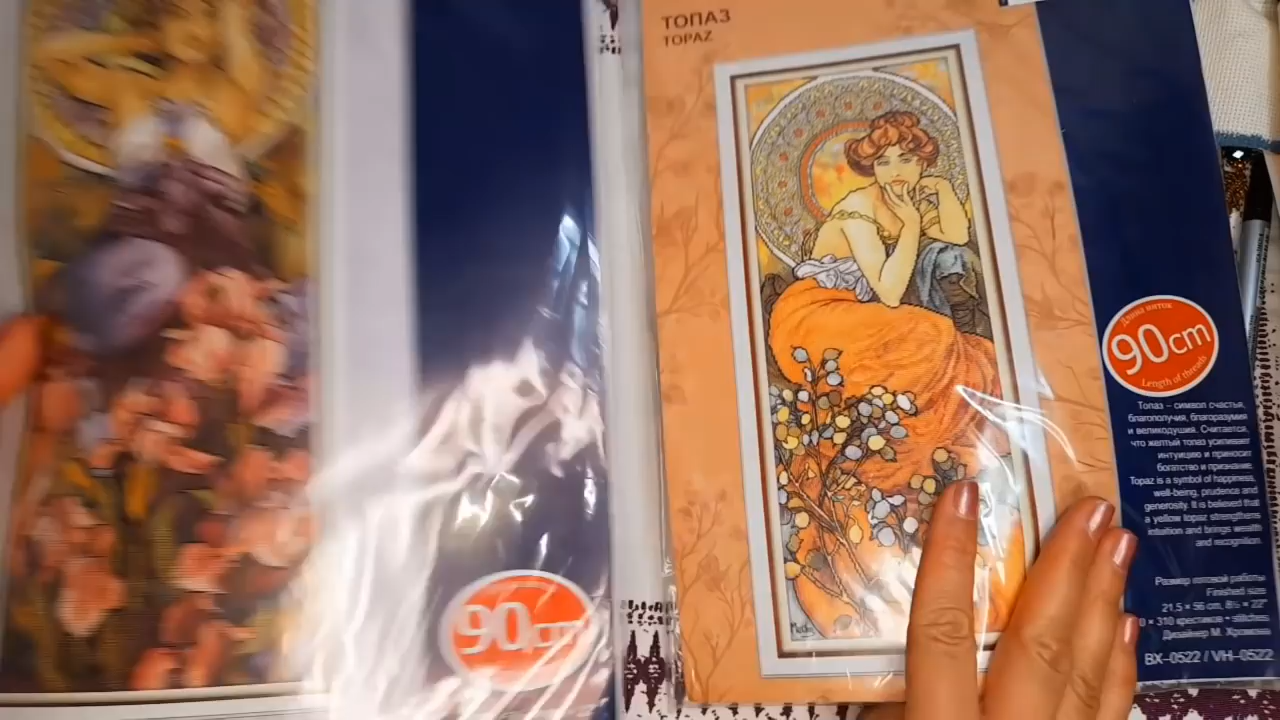 ТОПАЗ
TOPAZ
Длина ниток
90cm
Length of threads
Топаз – символ счастья,
благополучия, благоразумия
и великодушия. Считается,
что желтый топаз усиливает
интуицию и приносит
богатство и признание.
Topaz is a symbol of happiness,
well-being, prudence and
generosity. It is believed that
a yellow topaz strengthens
intuition and brings wealth
and recognition.
Размер готовой работы
Finished size
21,5 × 56 cm, 8½ × 22"
0 × 310 крестиков • stitches
Дизайнер М.
BX-0522 / VH-0522
Mucha
90cm